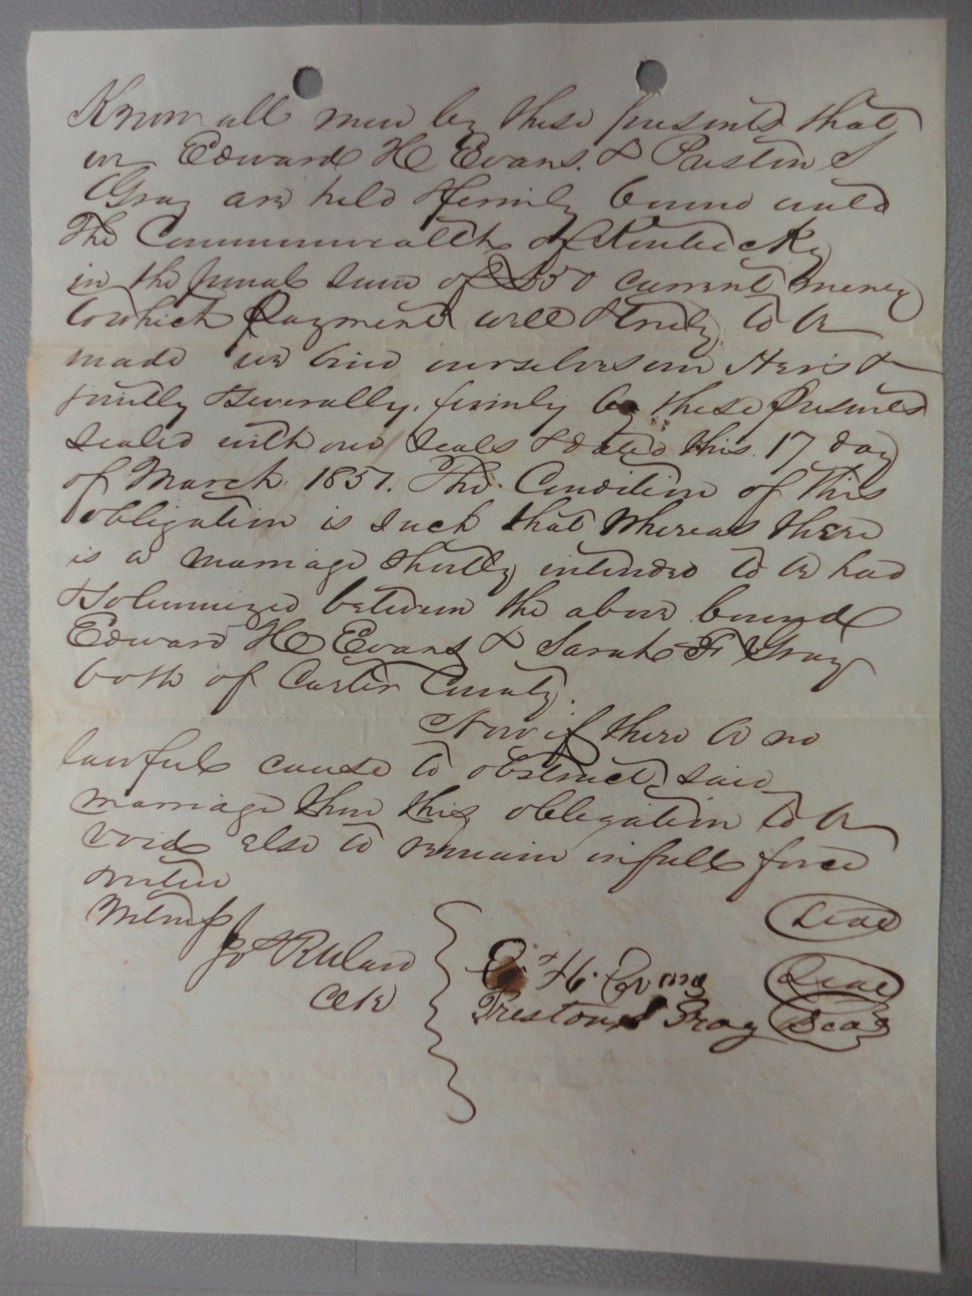 Know all men by these presents that
we Edward H Evans. & Preston S
Gray are held & firmly bound unto
The Commonwealth of Kentucky
in the penal sum of $50 current money
to which payment well & truly to be
made we bind ourselves our Heirs &
jointly & severally, firmly by these presents
sealed with our seals & dated this 17 day
of March 1857. The Condition of this
obligation is such that Whereas there
is a marriage shortly intended to be had
& solemnized between the above bound
Edward H Evans & Sarah F Gray
both of Carter County.
Now if there be no
lawful cause to obstruct said
marriage then this obligation to be
void else to remain in full force
Witness
Clk
Seal
E. H. Evans Seal
Preston S Gray Seal